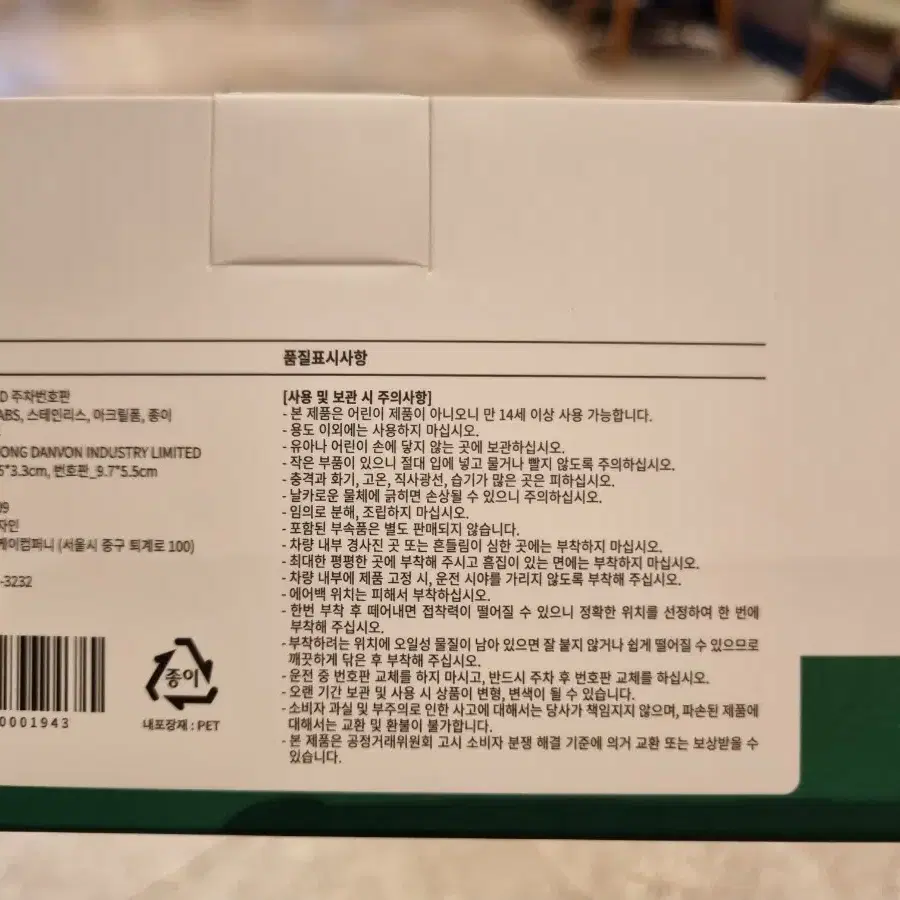 품질표시사항
D 주차번호판
ABS, 스테인리스, 아크릴폼, 종이
ONG DANVON INDUSTRY LIMITED
5*3.3cm, 번호판_9.7*5.5cm
99
자인
케이컴퍼니 (서울시 중구 퇴계로 100)
-3232
0001943
종이
내포장재 : PET
[사용 및 보관 시 주의사항]
- 본 제품은 어린이 제품이 아니오니 만 14세 이상 사용 가능합니다.
- 용도 이외에는 사용하지 마십시오.
- 유아나 어린이 손에 닿지 않는 곳에 보관하십시오.
- 작은 부품이 있으니 절대 입에 넣고 물거나 빨지 않도록 주의하십시오.
- 충격과 화기, 고온, 직사광선, 습기가 많은 곳은 피하십시오.
- 날카로운 물체에 긁히면 손상될 수 있으니 주의하십시오.
- 임의로 분해, 조립하지 마십시오.
- 포함된 부속품은 별도 판매되지 않습니다.
- 차량 내부 경사진 곳 또는 흔들림이 심한 곳에는 부착하지 마십시오.
- 최대한 평평한 곳에 부착해 주시고 흠집이 있는 면에는 부착하지 마십시오.
- 차량 내부에 제품 고정 시, 운전 시야를 가리지 않도록 부착해 주십시오.
- 에어백 위치는 피해서 부착하십시오.
- 한번 부착 후 떼어내면 접착력이 떨어질 수 있으니 정확한 위치를 선정하여 한 번에
부착해 주십시오.
- 부착하려는 위치에 오일성 물질이 남아 있으면 잘 붙지 않거나 쉽게 떨어질 수 있으므로
깨끗하게 닦은 후 부착해 주십시오.
- 운전 중 번호판 교체를 하지 마시고, 반드시 주차 후 번호판 교체를 하십시오.
- 오랜 기간 보관 및 사용 시 상품이 변형, 변색이 될 수 있습니다.
- 소비자 과실 및 부주의로 인한 사고에 대해서는 당사가 책임지지 않으며, 파손된 제품에
대해서는 교환 및 환불이 불가합니다.
- 본 제품은 공정거래위원회 고시 소비자 분쟁 해결 기준에 의거 교환 또는 보상받을 수
있습니다.